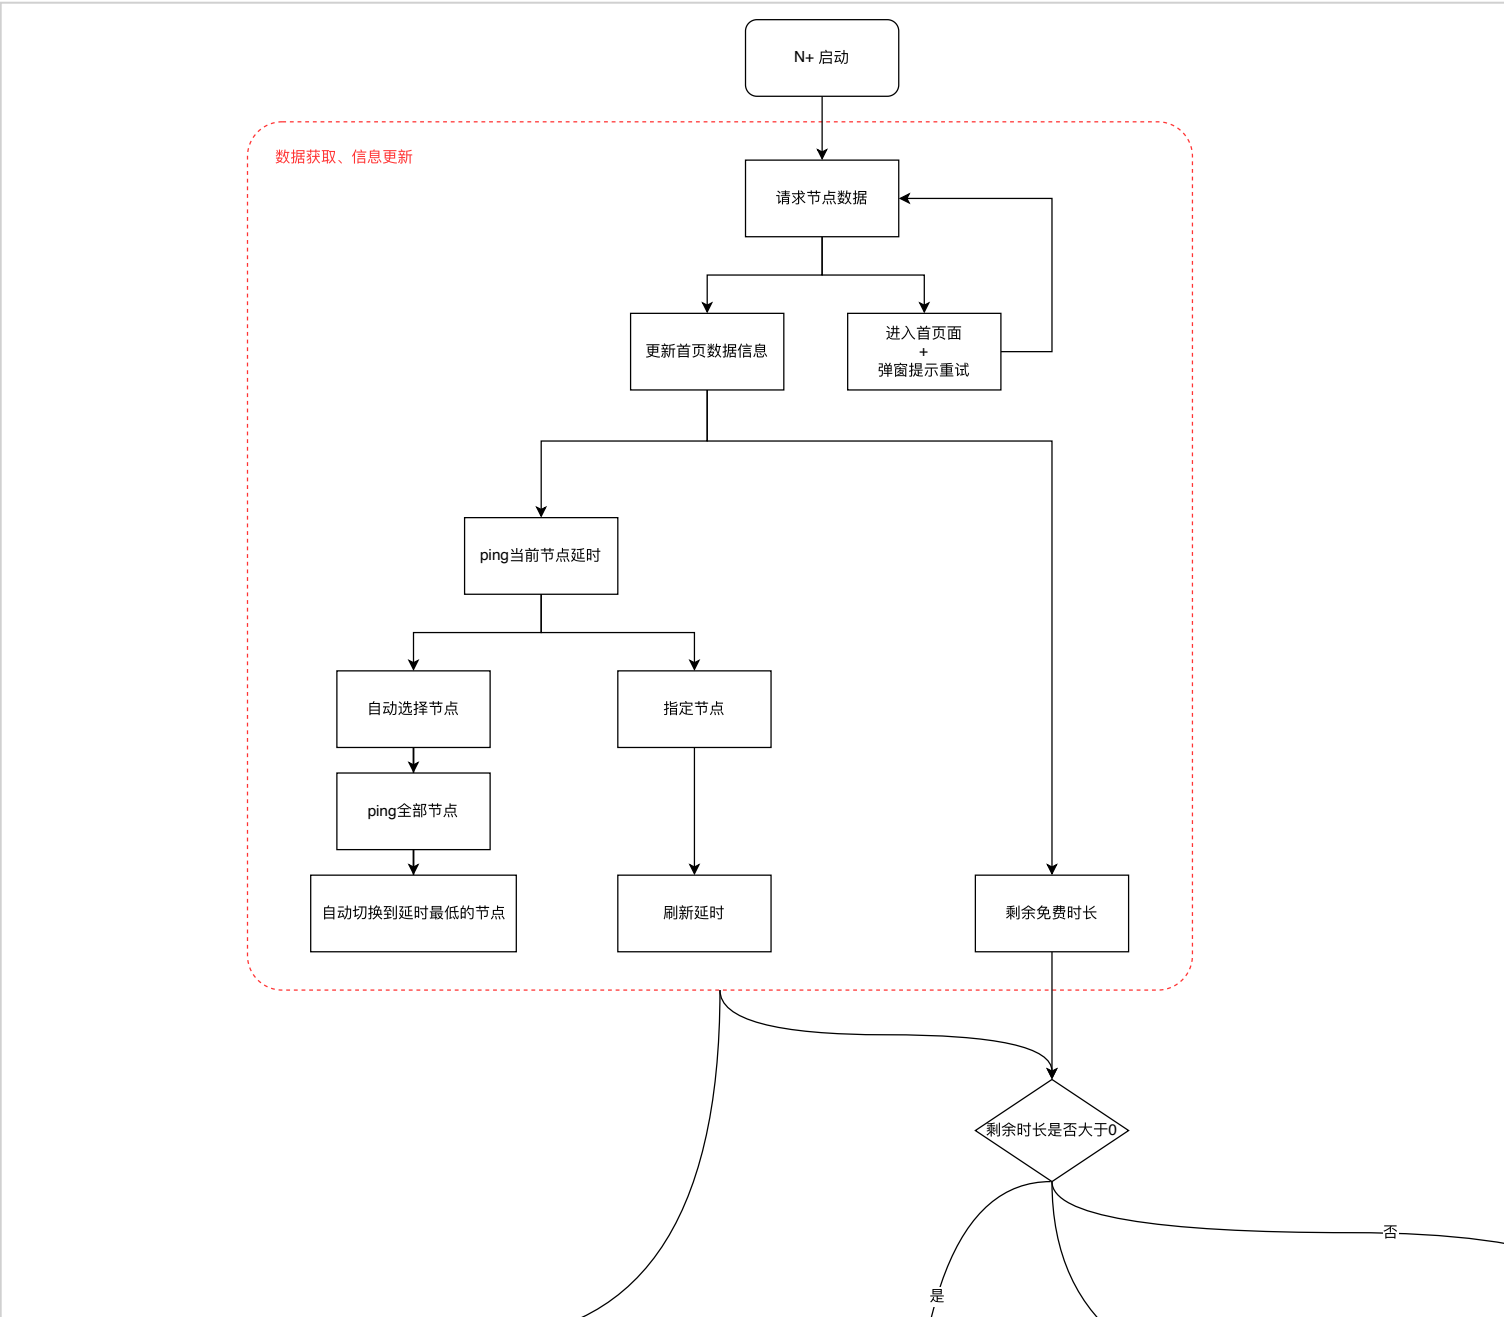 N+ 启动
数据获取、信息更新
请求节点数据
更新首页数据信息
进入首页面
+
弹窗提示重试
ping当前节点延时
自动选择节点
指定节点
ping全部节点
自动切换到延时最低的节点
刷新延时
剩余免费时长
剩余时长是否大于0
否
是